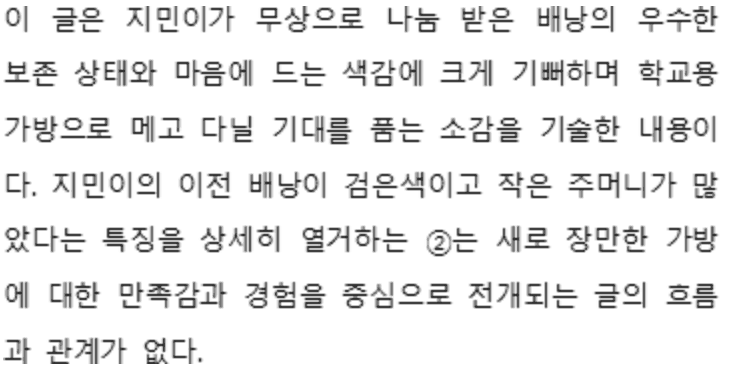 이 글은 지민이가 무상으로 나눔 받은 배낭의 우수한
보존 상태와 마음에 드는 색감에 크게 기뻐하며 학교용
가방으로 메고 다닐 기대를 품는 소감을 기술한 내용이
다. 지민이의 이전 배낭이 검은색이고 작은 주머니가 많
았다는 특징을 상세히 열거하는 ②는 새로 장만한 가방
에 대한 만족감과 경험을 중심으로 전개되는 글의 흐름
과 관계가 없다.